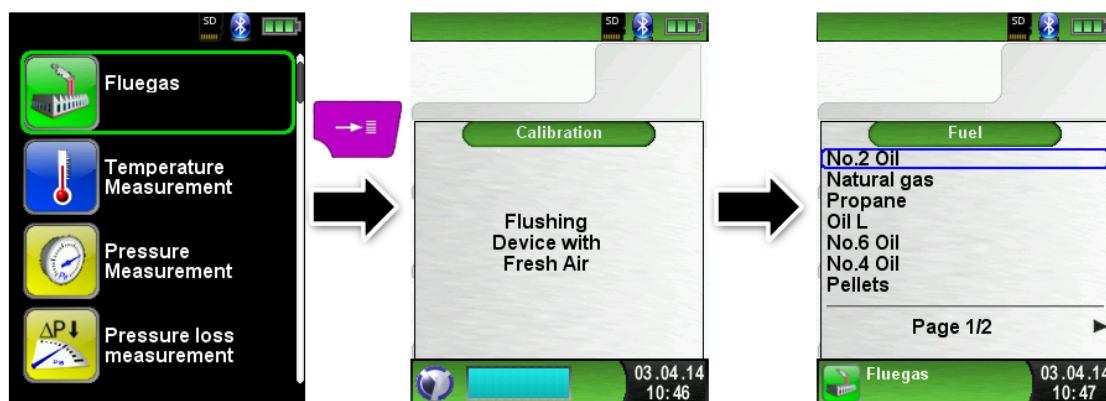 SD
Fluegas
Temperature
Measurement
Pressure
Measurement
ΔP
Pressure loss
measurement
SD
Calibration
Flushing
Device with
Fresh Air
03.04.14
10:46
SD
Fuel
No.2 Oil
Natural gas
Propane
Oil L
No.6 Oil
No.4 Oil
Pellets
Page 1/2
Fluegas
03.04.14
10:47